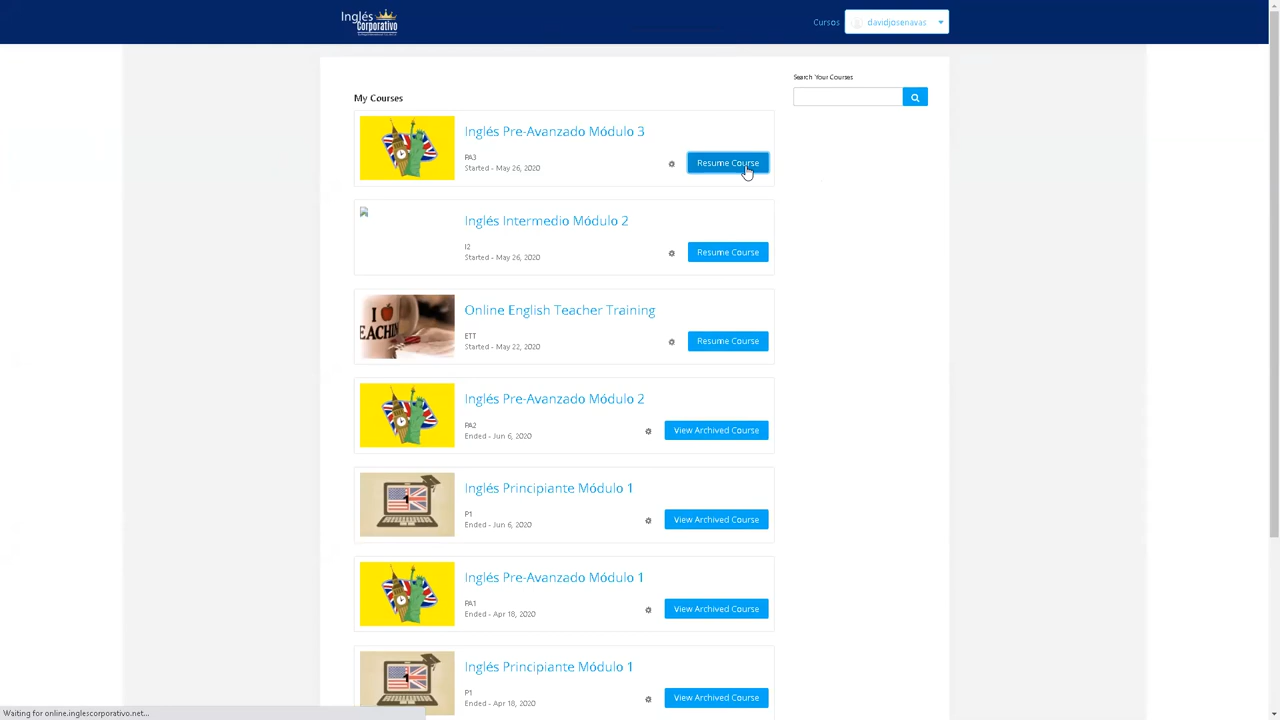 Inglés
Corporativo
Cursos
davidjosenavas
Search Your Courses
My Courses
Inglés Pre-Avanzado Módulo 3
PA3
Started - May 26, 2020
Resume Course
Inglés Intermedio Módulo 2
I2
Started - May 26, 2020
Resume Course
I
TEACHIN
Online English Teacher Training
ETT
Started - May 22, 2020
Resume Course
Inglés Pre-Avanzado Módulo 2
PA2
Ended - Jun 6, 2020
View Archived Course
1
Inglés Principiante Módulo 1
P1
Ended - Jun 6, 2020
View Archived Course
Inglés Pre-Avanzado Módulo 1
PA1
Ended - Apr 18, 2020
View Archived Course
1
Inglés Principiante Módulo 1
P1
Ended - Apr 18, 2020
View Archived Course
Waiting for online.inglescorporativo.net...